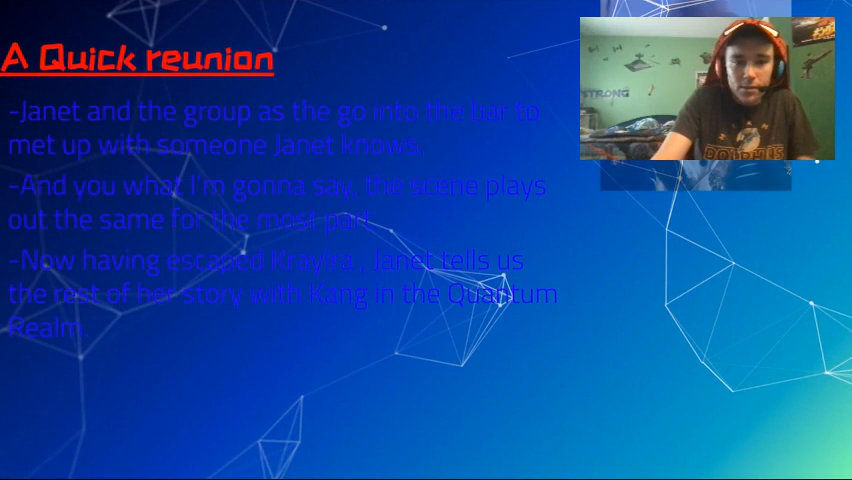 A Quick reunion
-Janet and the group as the go into the bar to
met up with someone Janet knows.
-And you what I'm gonna say, the scene plays
out the same for the most part.
-Now having escaped Kraylra , Janet tells us
the rest of her story with Kang in the Quantum
Realm.
STRONG
DOLPHINS